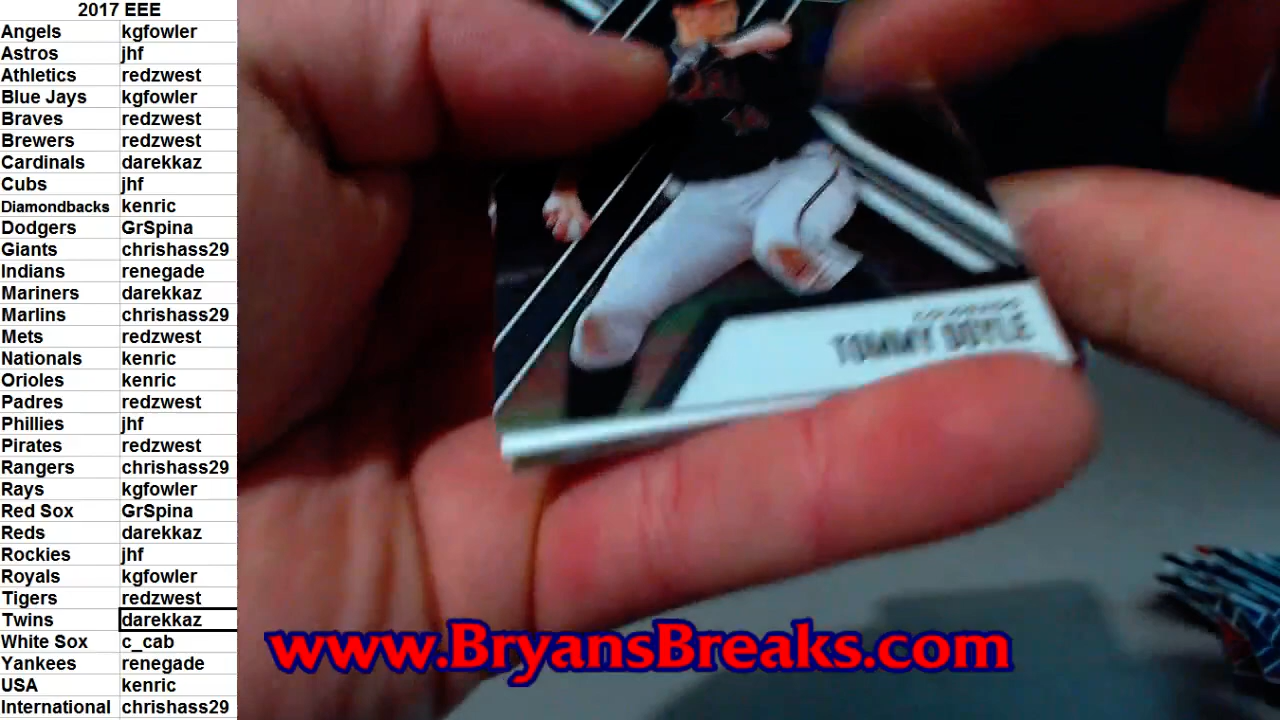 2017 EEE
Angels kgfowler
Astros jhf
Athletics redzwest
Blue Jays kgfowler
Braves redzwest
Brewers redzwest
Cardinals darekkaz
Cubs jhf
Diamondbacks kenric
Dodgers GrSpina
Giants chrishass29
Indians renegade
Mariners darekkaz
Marlins chrishass29
Mets redzwest
Nationals kenric
Orioles kenric
Padres redzwest
Phillies jhf
Pirates redzwest
Rangers chrishass29
Rays kgfowler
Red Sox GrSpina
Reds darekkaz
Rockies jhf
Royals kgfowler
Tigers redzwest
Twins darekkaz
White Sox c_cab
Yankees renegade
USA kenric
International chrishass29
TOMMY DOYLE
www.BryansBreaks.com